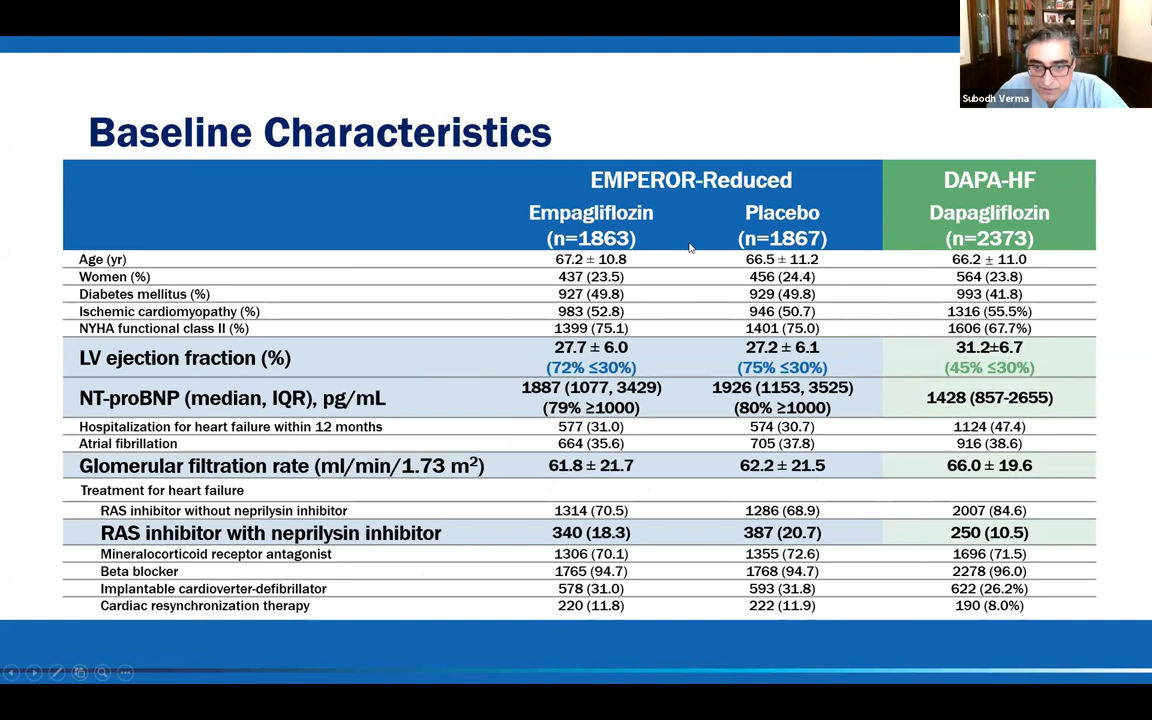 Subodh Verma
Baseline Characteristics
EMPEROR-Reduced DAPA-HF
Empagliflozin Placebo Dapagliflozin
(n=1863) (n=1867) (n=2373)
Age (yr) 67.2 ± 10.8 66.5 ± 11.2 66.2 ± 11.0
Women (%) 437 (23.5) 456 (24.4) 564 (23.8)
Diabetes mellitus (%) 927 (49.8) 929 (49.8) 993 (41.8)
Ischemic cardiomyopathy (%) 983 (52.8) 946 (50.7) 1316 (55.5%)
NYHA functional class II (%) 1399 (75.1) 1401 (75.0) 1606 (67.7%)
LV ejection fraction (%) 27.7 ± 6.0 27.2 ± 6.1 31.2±6.7
(72% ≤30%) (75% ≤30%) (45% ≤30%)
NT-proBNP (median, IQR), pg/mL 1887 (1077, 3429) 1926 (1153, 3525) 1428 (857-2655)
(79% ≥1000) (80% ≥1000)
Hospitalization for heart failure within 12 months 577 (31.0) 574 (30.7) 1124 (47.4)
Atrial fibrillation 664 (35.6) 705 (37.8) 916 (38.6)
Glomerular filtration rate (ml/min/1.73 m²) 61.8 ± 21.7 62.2 ± 21.5 66.0 ± 19.6
Treatment for heart failure
RAS inhibitor without neprilysin inhibitor 1314 (70.5) 1286 (68.9) 2007 (84.6)
RAS inhibitor with neprilysin inhibitor 340 (18.3) 387 (20.7) 250 (10.5)
Mineralocorticoid receptor antagonist 1306 (70.1) 1355 (72.6) 1696 (71.5)
Beta blocker 1765 (94.7) 1768 (94.7) 2278 (96.0)
Implantable cardioverter-defibrillator 578 (31.0) 593 (31.8) 622 (26.2%)
Cardiac resynchronization therapy 220 (11.8) 222 (11.9) 190 (8.0%)